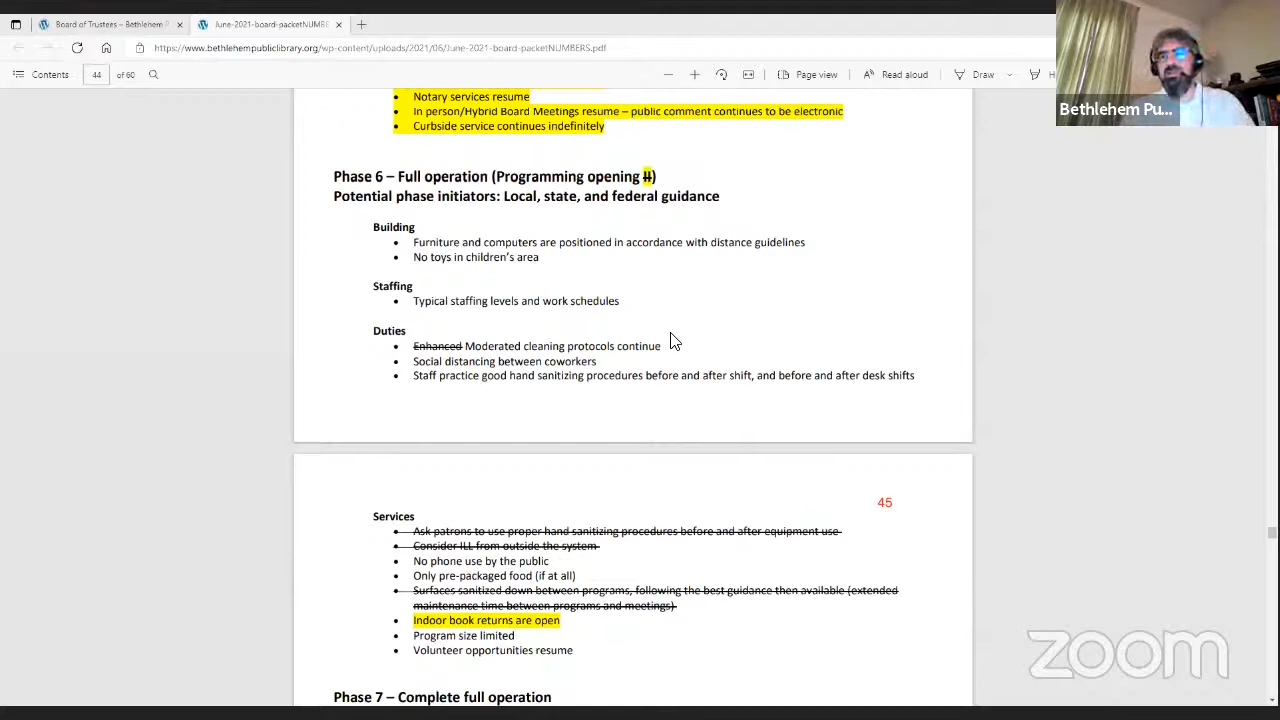 Board of Trustees – Bethlehem P
June-2021-board-packetNUMBE
https://www.bethlehempubliclibrary.org/wp-content/uploads/2021/06/June-2021-board-packetNUMBERS.pdf
Contents
44
of 60
Page view
Read aloud
Draw
Bethlehem Pu...
• Notary services resume
• In person/Hybrid Board Meetings resume – public comment continues to be electronic
• Curbside service continues indefinitely
Phase 6 – Full operation (Programming opening II)
Potential phase initiators: Local, state, and federal guidance
Building
• Furniture and computers are positioned in accordance with distance guidelines
• No toys in children's area
Staffing
• Typical staffing levels and work schedules
Duties
• Enhanced Moderated cleaning protocols continue
• Social distancing between coworkers
• Staff practice good hand sanitizing procedures before and after shift, and before and after desk shifts
45
Services
• Ask patrons to use proper hand sanitizing procedures before and after equipment use
• Consider ILL from outside the system
• No phone use by the public
• Only pre-packaged food (if at all)
• Surfaces sanitized down between programs, following the best guidance then available (extended
maintenance time between programs and meetings)
• Indoor book returns are open
• Program size limited
• Volunteer opportunities resume
Phase 7 – Complete full operation
zoom